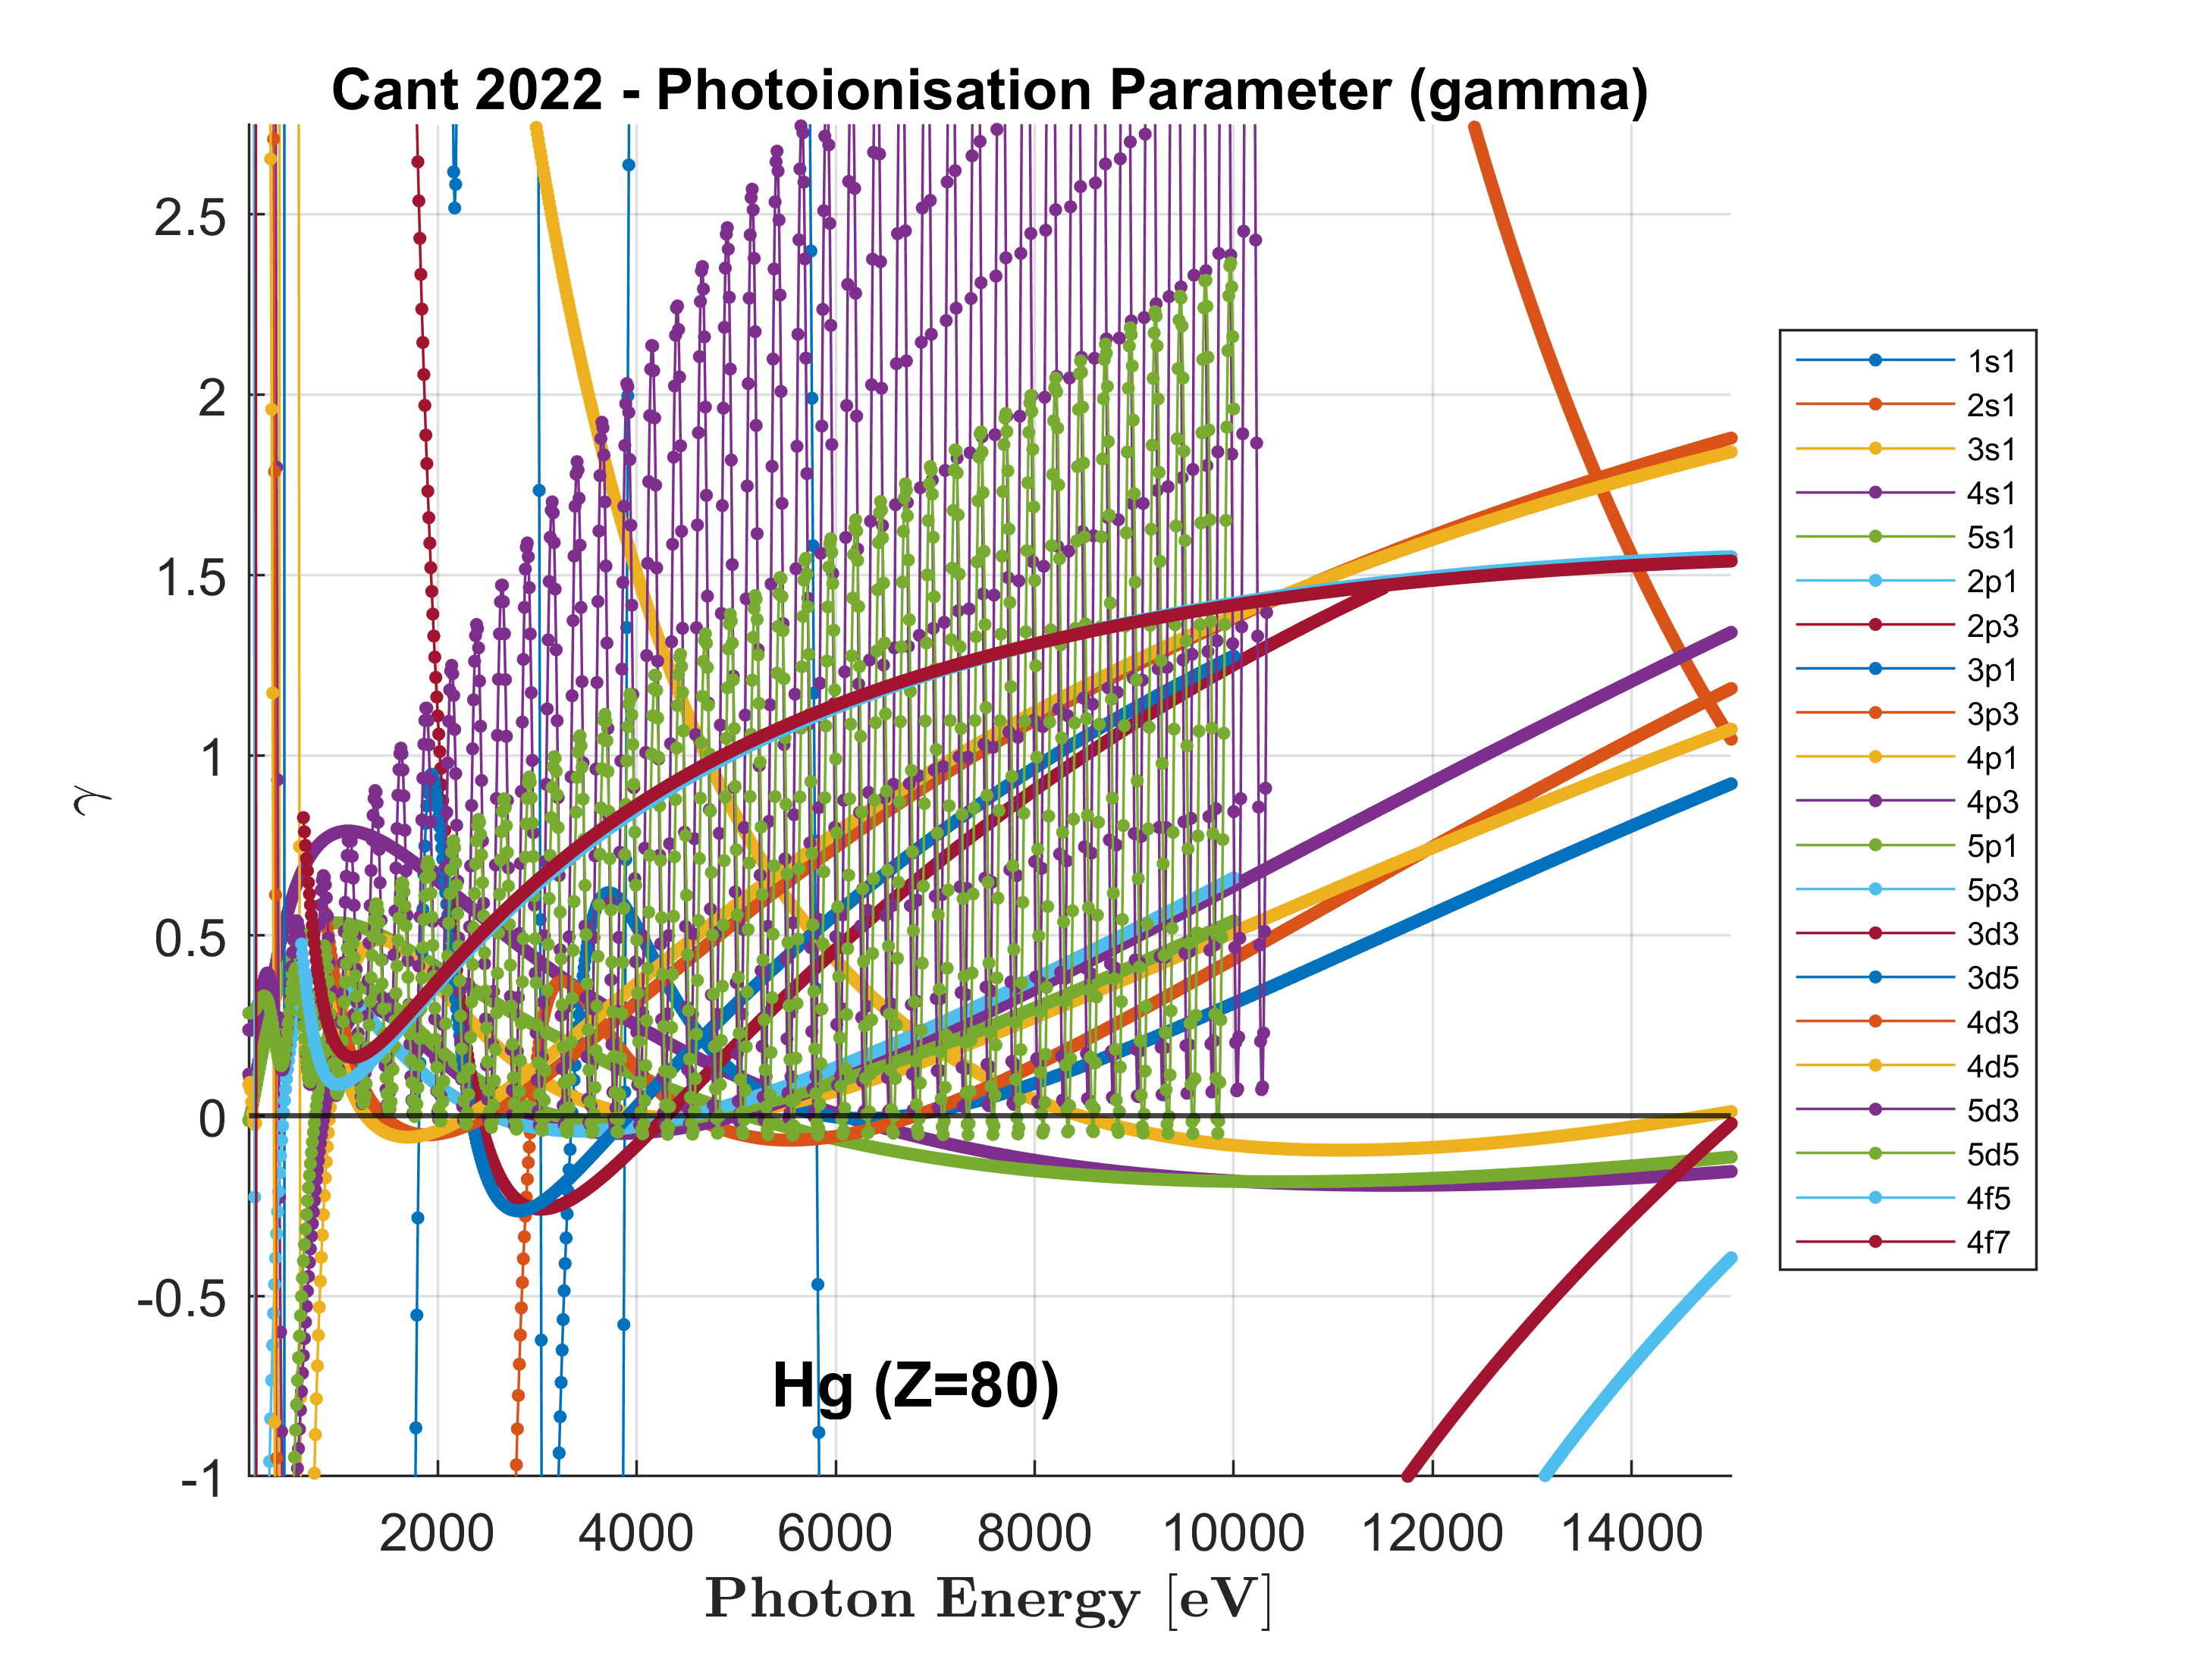 Cant 2022 - Photoionisation Parameter (gamma)
2.5
2
1.5
1
0.5
0
-0.5
-1
γ
2000 4000 6000 8000 10000 12000 14000
Photon Energy [eV]
Hg (Z=80)
1s1
2s1
3s1
4s1
5s1
2p1
2p3
3p1
3p3
4p1
4p3
5p1
5p3
3d3
3d5
4d3
4d5
5d3
5d5
4f5
4f7